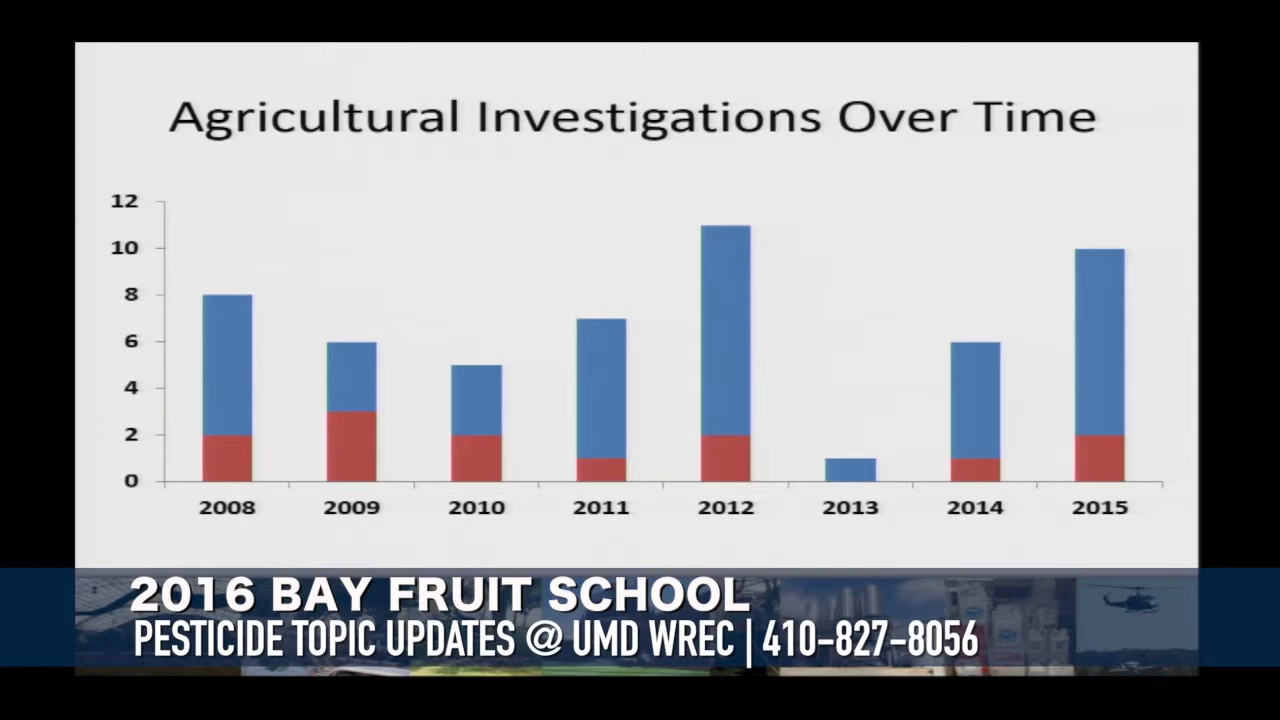 Agricultural Investigations Over Time
12
10
8
6
4
2
0
2008 2009 2010 2011 2012 2013 2014 2015
2016 BAY FRUIT SCHOOL
PESTICIDE TOPIC UPDATES @ UMD WREC | 410-827-8056